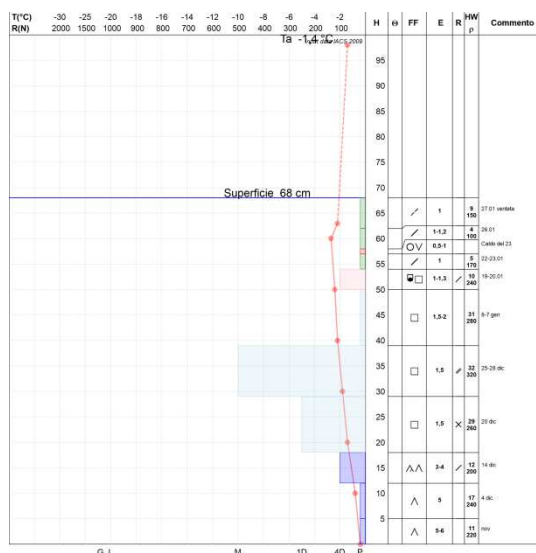 T(°C) -30 -25 -20 -18 -16 -14 -12 -10 -8 -6 -4 -2 H Θ FF E R HW Commento
R(N) 2000 1500 1000 900 800 700 600 500 400 300 200 100 ρ
Ta -1,4 °C
IACS 2009
95
90
85
80
75
70
Superficie 68 cm
65 1 9 150 27.01 ventata
60 1-1,2 4 100 26.01
0,5-1 Caldo del 23
55 1 5 170 22-23.01
1-1,3 10 240 19-20.01
50
45 1,5-2 31 280 gen
40
35 1,5 32 320 25-28 dic
30
25 1,5 29 260 20 dic
20
15 3-4 12 200 14 dic
10 5 17 240 4 dic
5 5-6 11 220 nov
M 1D 4D P